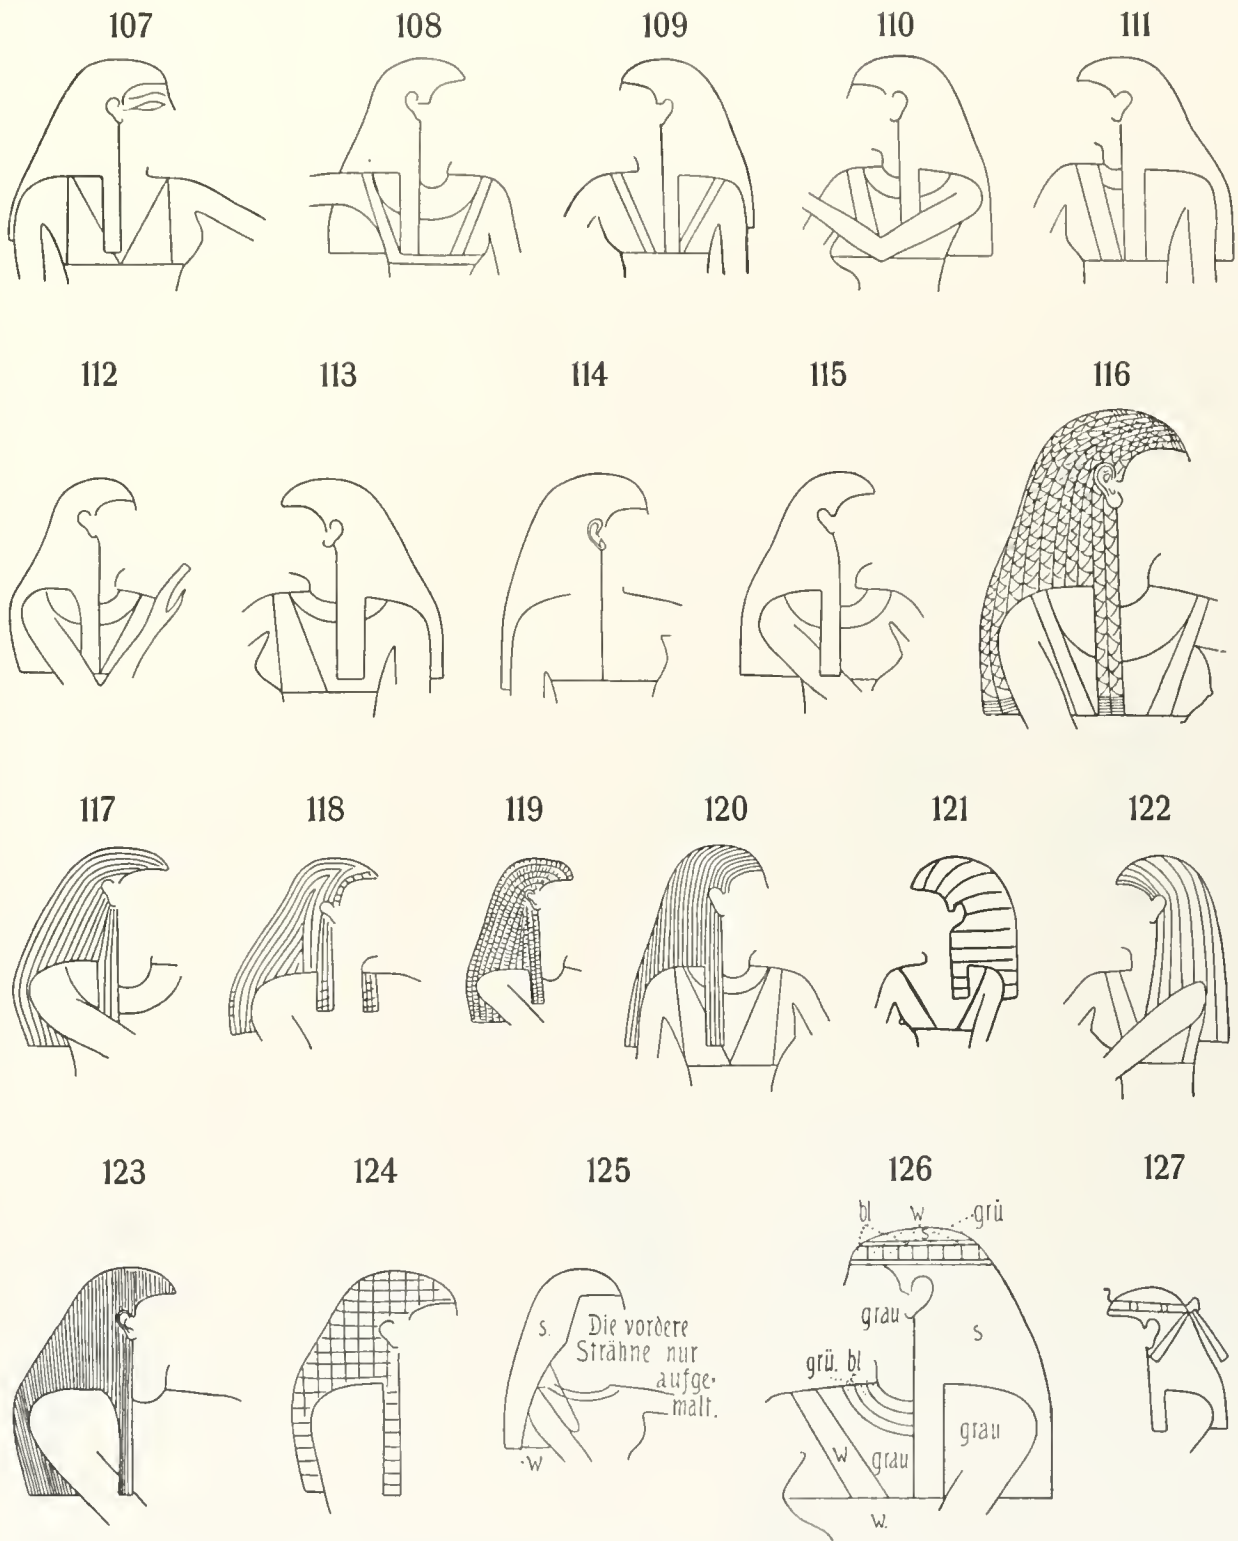 107 108 109 110 111
112 113 114 115 116
117 118 119 120 121 122
123 124 125 126 127
bl w grü
s
s. Die vordere
Strähne nur
aufge-
malt.
w
grau s
grü. bl
w grau grau
w.